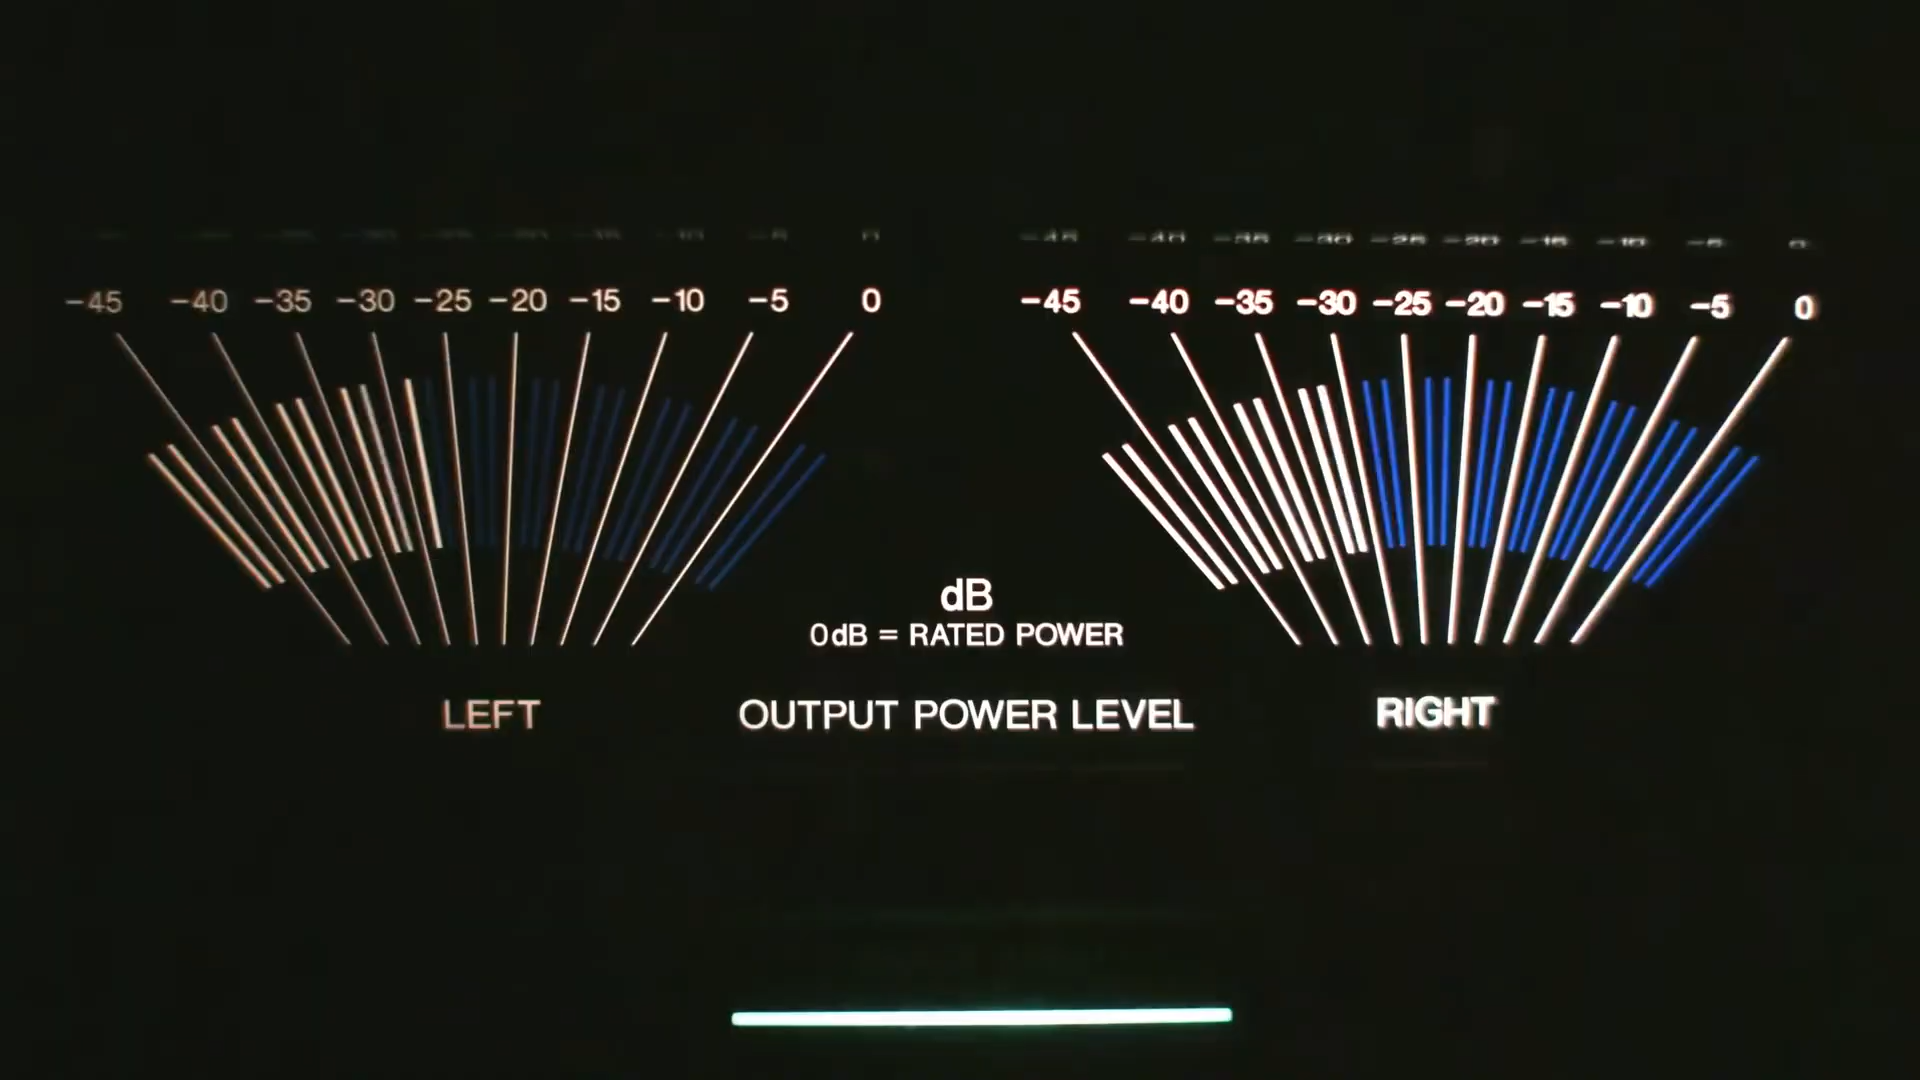 -45 -40 -35 -30 -25 -20 -15 -10 -5 0
-45 -40 -35 -30 -25 -20 -15 -10 -5 0
dB
0dB = RATED POWER
LEFT
OUTPUT POWER LEVEL
RIGHT